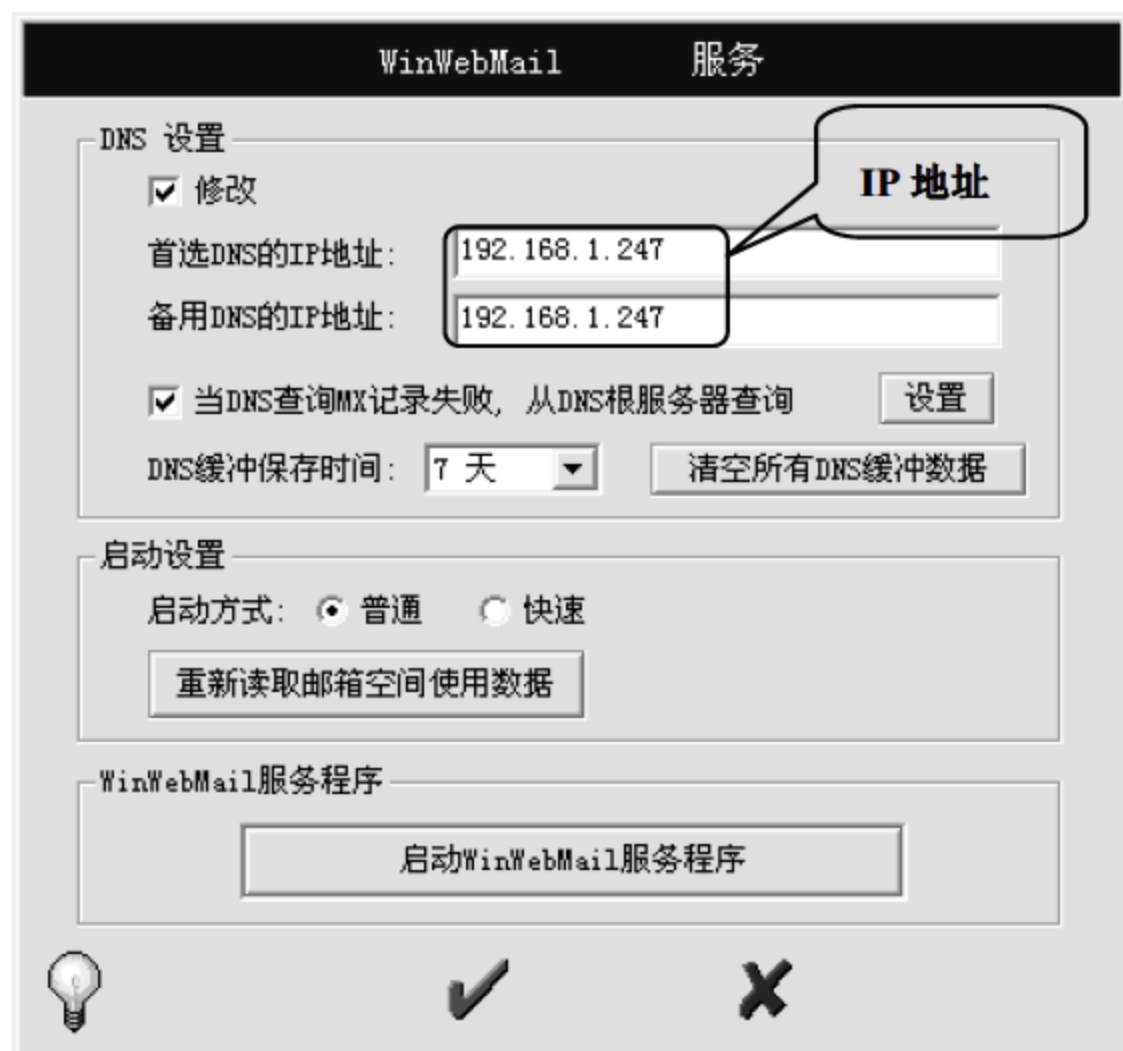 WinWebMail 服务
DNS 设置
修改
IP 地址
首选DNS的IP地址: 192.168.1.247
备用DNS的IP地址: 192.168.1.247
当DNS查询MX记录失败, 从DNS根服务器查询 设置
DNS缓冲保存时间: 7 天 清空所有DNS缓冲数据
启动设置
启动方式: 普通 快速
重新读取邮箱空间使用数据
WinWebMail服务程序
启动WinWebMail服务程序